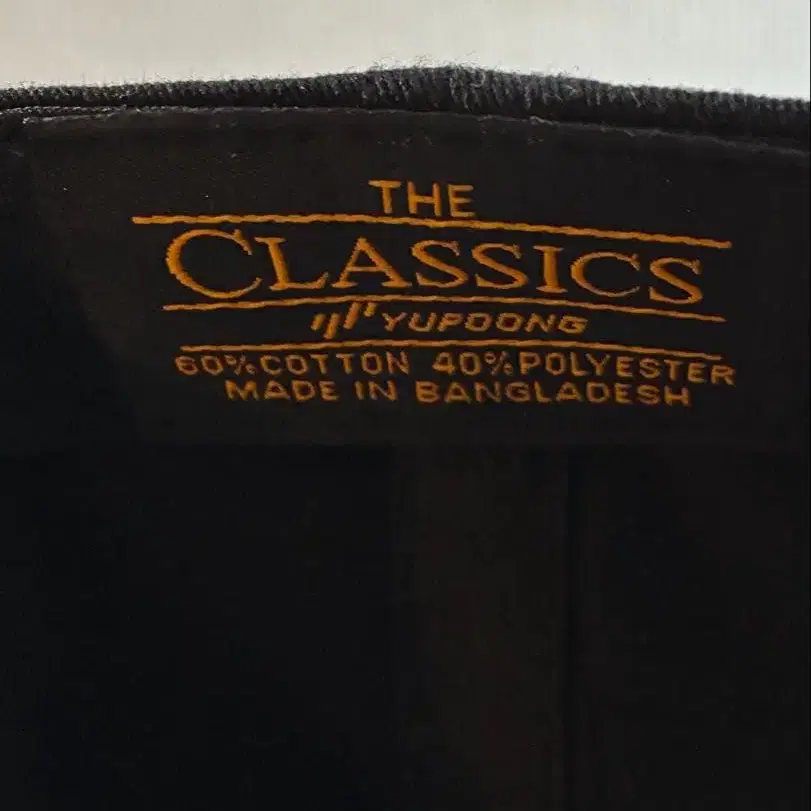 THE
CLASSICS
YUPOONG
60% COTTON 40% POLYESTER
MADE IN BANGLADESH